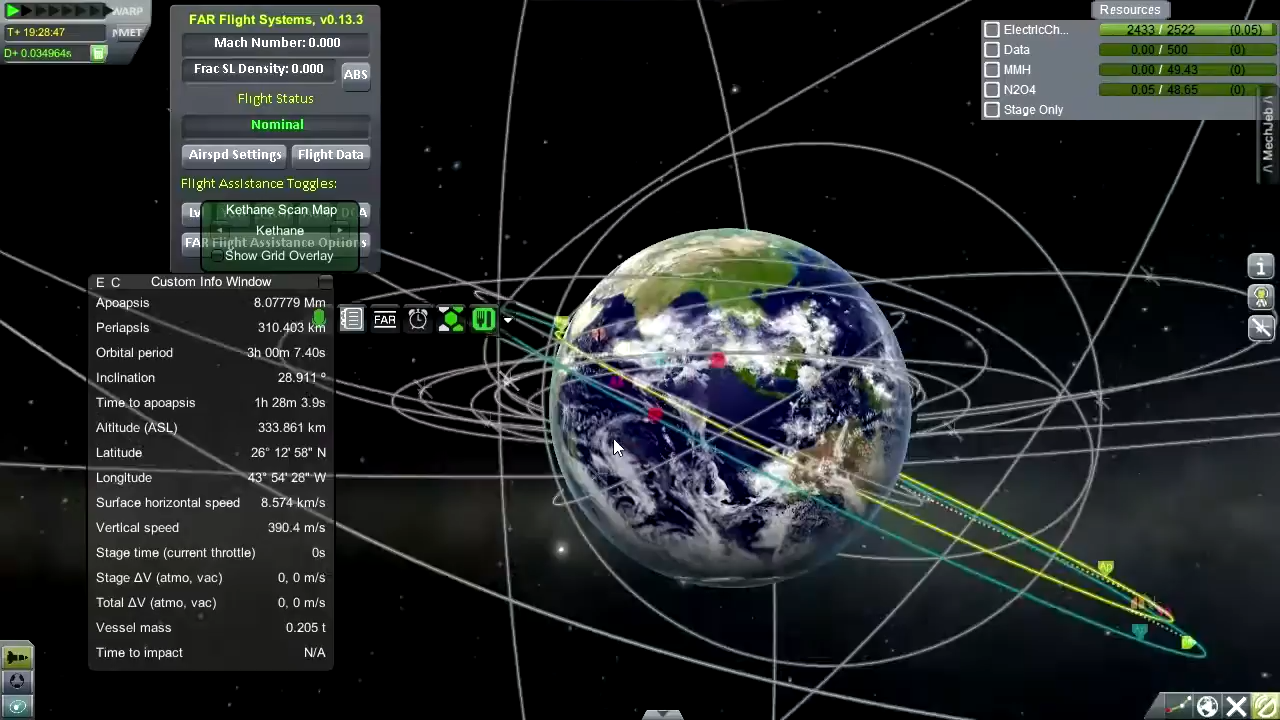 WARP
T+ 19:28:47
MET
D+ 0.034964s
FAR Flight Systems, v0.13.3
Mach Number: 0.000
Frac SL Density: 0.000
ABS
Flight Status
Nominal
Airspd Settings Flight Data
Flight Assistance Toggles:
Kethane Scan Map
Kethane
FAR Flight Assistance Options
Show Grid Overlay
E C Custom Info Window
Apoapsis 8.07779 Mm
Periapsis 310.403 km
Orbital period 3h 00m 7.40s
Inclination 28.911 º
Time to apoapsis 1h 28m 3.9s
Altitude (ASL) 333.861 km
Latitude 26° 12' 58" N
Longitude 43° 54' 28" W
Surface horizontal speed 8.574 km/s
Vertical speed 390.4 m/s
Stage time (current throttle) 0s
Stage ΔV (atmo, vac) 0, 0 m/s
Total ΔV (atmo, vac) 0, 0 m/s
Vessel mass 0.205 t
Time to impact N/A
FAR
Resources
ElectricCh... 2433 / 2522 (0.05)
Data 0.00 / 500 (0)
MMH 0.00 / 49.43 (0)
N2O4 0.05 / 48.65 (0)
Stage Only
MechJeb
Ap